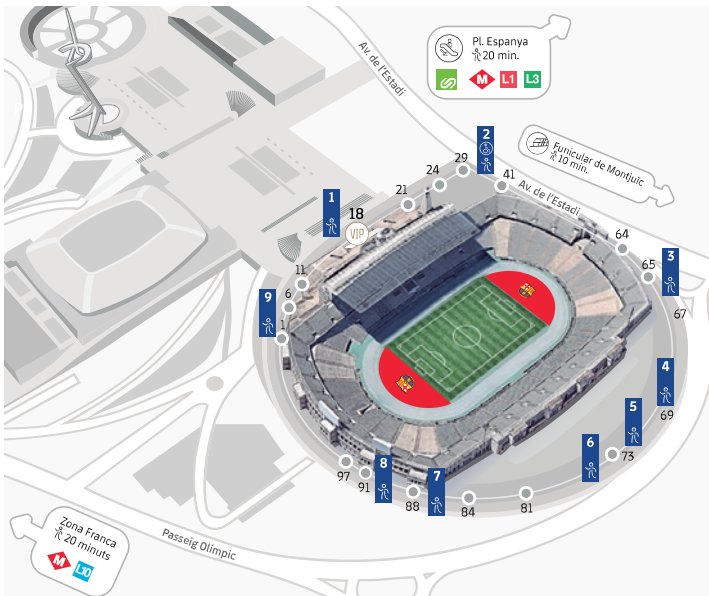 Pl. Espanya
20 min.
M L1 L3
Av. de l'Estadi
Funicular de Montjuïc
10 min.
Av. de l'Estadi
2
29
24
41
21
1
18
VIP
64
65
3
67
11
6
9
1
4
69
5
6
73
97
91
8
88
7
84
81
Zona Franca
20 minuts
M L10
Passeig Olímpic